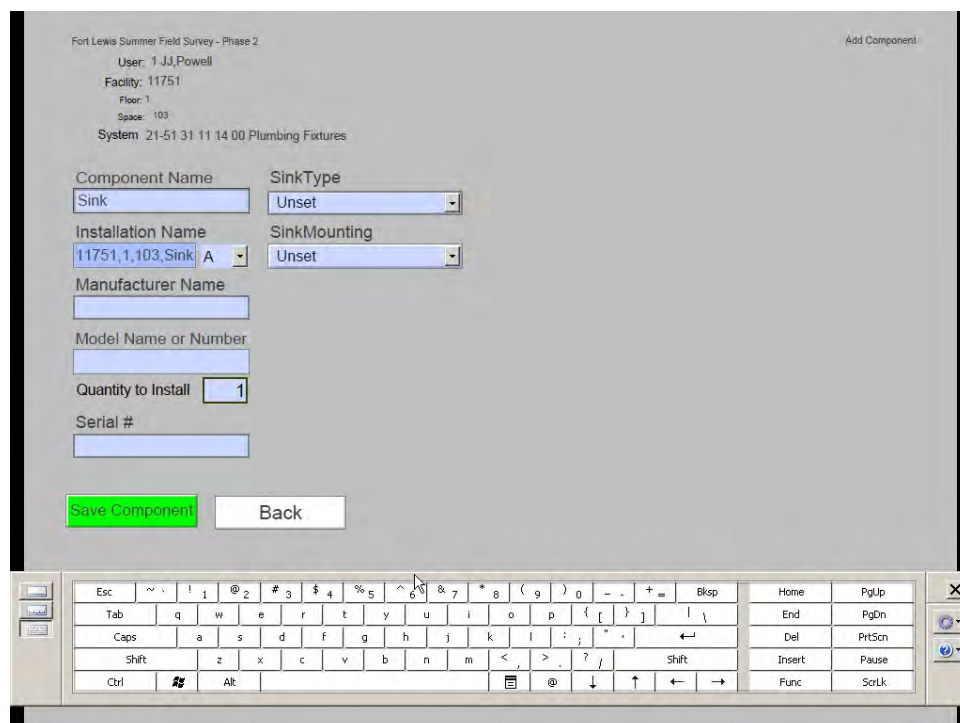 Fort Lewis Summer Field Survey - Phase 2 Add Component
User: 1 JJ,Powell
Facility: 11751
Floor: 1
Space: 103
System 21-51 31 11 14 00 Plumbing Fixtures
Component Name SinkType
Sink Unset
Installation Name SinkMounting
11751,1,103,Sink A Unset
Manufacturer Name
Model Name or Number
Quantity to Install 1
Serial #
Save Component Back
Esc ~ ` ! 1 @ 2 # 3 $ 4 % 5 ^ 6 & 7 * 8 ( 9 ) 0 _ - + = Bksp Home PgUp
Tab q w e r t y u i o p { [ } ] | \ End PgDn
Caps a s d f g h j k l : ; " ' Del PrtScn
Shift z x c v b n m < , > . ? / Shift Insert Pause
Ctrl Alt @ ↓ ↑ ← → Func ScrLk